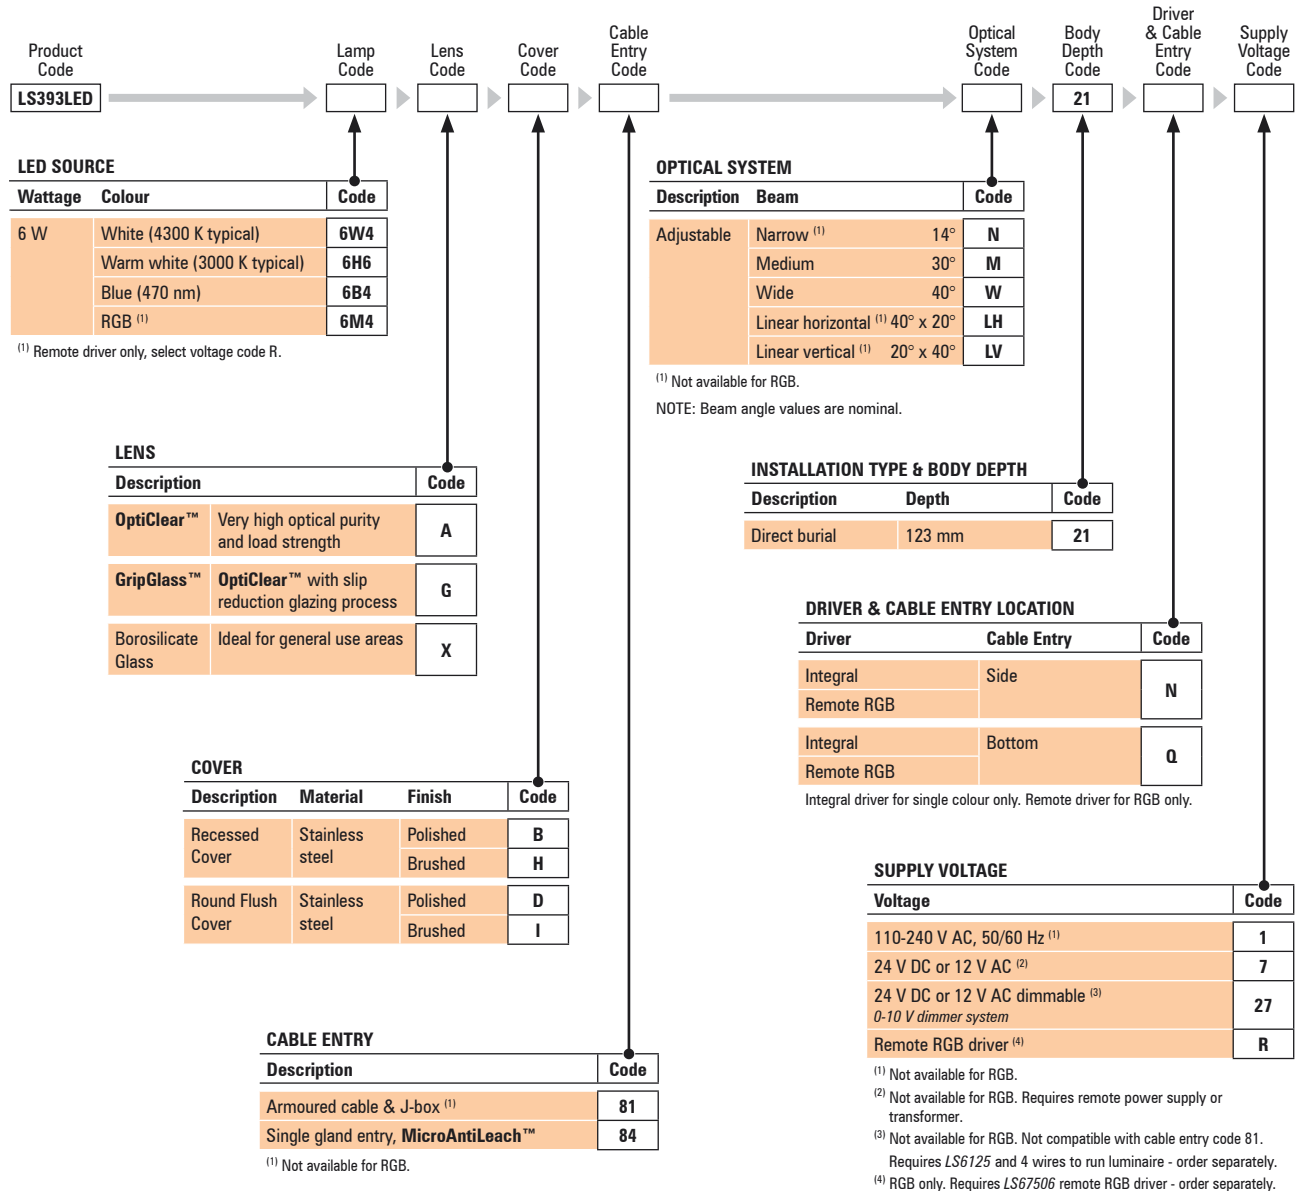 Product Code
Lamp Code
Lens Code
Cover Code
Cable Entry Code
Optical System Code
Body Depth Code
Driver & Cable Entry Code
Supply Voltage Code
LS393LED
21
LED SOURCE
Wattage Colour Code
6 W White (4300 K typical) 6W4
Warm white (3000 K typical) 6H6
Blue (470 nm) 6B4
RGB (1) 6M4
(1) Remote driver only, select voltage code R.
OPTICAL SYSTEM
Description Beam Code
Adjustable Narrow (1) 14° N
Medium 30° M
Wide 40° W
Linear horizontal (1) 40° x 20° LH
Linear vertical (1) 20° x 40° LV
(1) Not available for RGB.
NOTE: Beam angle values are nominal.
LENS
Description Code
OptiClear™ Very high optical purity
and load strength A
GripGlass™ OptiClear™ with slip
reduction glazing process G
Borosilicate Ideal for general use areas
Glass X
INSTALLATION TYPE & BODY DEPTH
Description Depth Code
Direct burial 123 mm 21
DRIVER & CABLE ENTRY LOCATION
Driver Cable Entry Code
Integral Side N
Remote RGB
Integral Bottom Q
Remote RGB
Integral driver for single colour only. Remote driver for RGB only.
COVER
Description Material Finish Code
Recessed Stainless Polished B
Cover steel Brushed H
Round Flush Stainless Polished D
Cover steel Brushed I
SUPPLY VOLTAGE
Voltage Code
110-240 V AC, 50/60 Hz (1) 1
24 V DC or 12 V AC (2) 7
24 V DC or 12 V AC dimmable (3) 27
0-10 V dimmer system
Remote RGB driver (4) R
(1) Not available for RGB.
(2) Not available for RGB. Requires remote power supply or
transformer.
(3) Not available for RGB. Not compatible with cable entry code 81.
Requires LS6125 and 4 wires to run luminaire - order separately.
(4) RGB only. Requires LS67506 remote RGB driver - order separately.
CABLE ENTRY
Description Code
Armoured cable & J-box (1) 81
Single gland entry, MicroAntiLeach™ 84
(1) Not available for RGB.